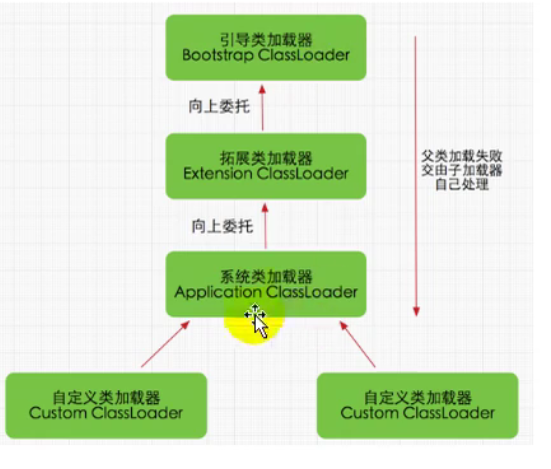 引导类加载器
Bootstrap ClassLoader
向上委托
拓展类加载器
Extension ClassLoader
父类加载失败
交由子加载器
自己处理
向上委托
系统类加载器
Application ClassLoader
自定义类加载器
Custom ClassLoader
自定义类加载器
Custom ClassLoader